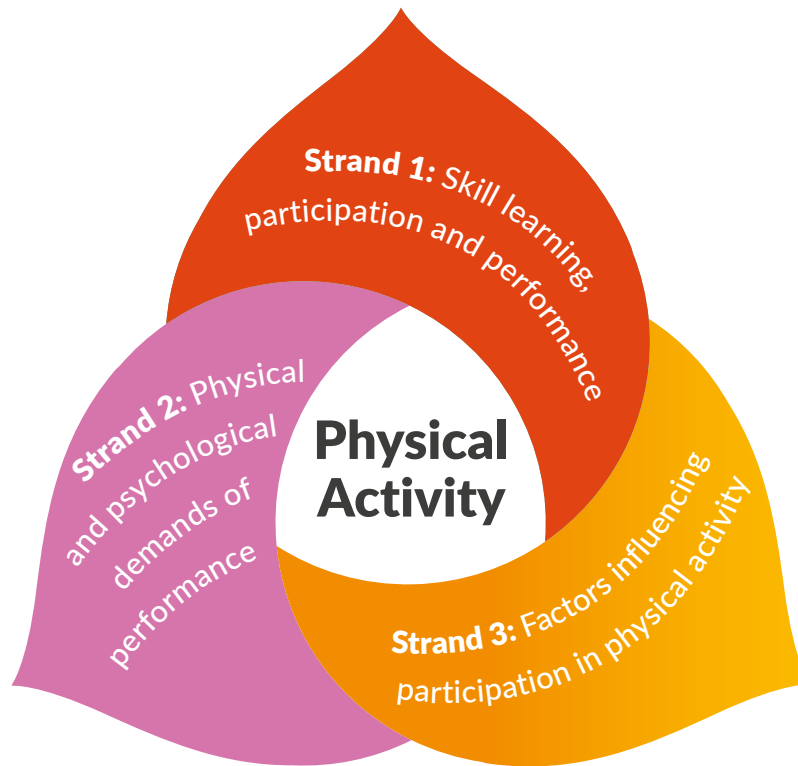 Strand 1: Skill learning,
participation and performance
Strand 2: Physical
and psychological
demands of
performance
Physical
Activity
Strand 3: Factors influencing
participation in physical activity